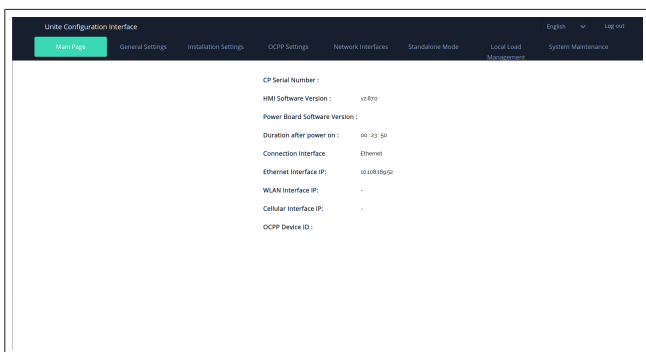 Unite Configuration Interface
English
Log out
Main Page
General Settings
Installation Settings
OCPP Settings
Network Interfaces
Standalone Mode
Local Load Management
System Maintenance
CP Serial Number :
HMI Software Version : v2.87.0
Power Board Software Version :
Duration after power on : 00 : 23 : 50
Connection Interface Ethernet
Ethernet Interface IP: 10.108.189.52
WLAN Interface IP: -
Cellular Interface IP: -
OCPP Device ID :